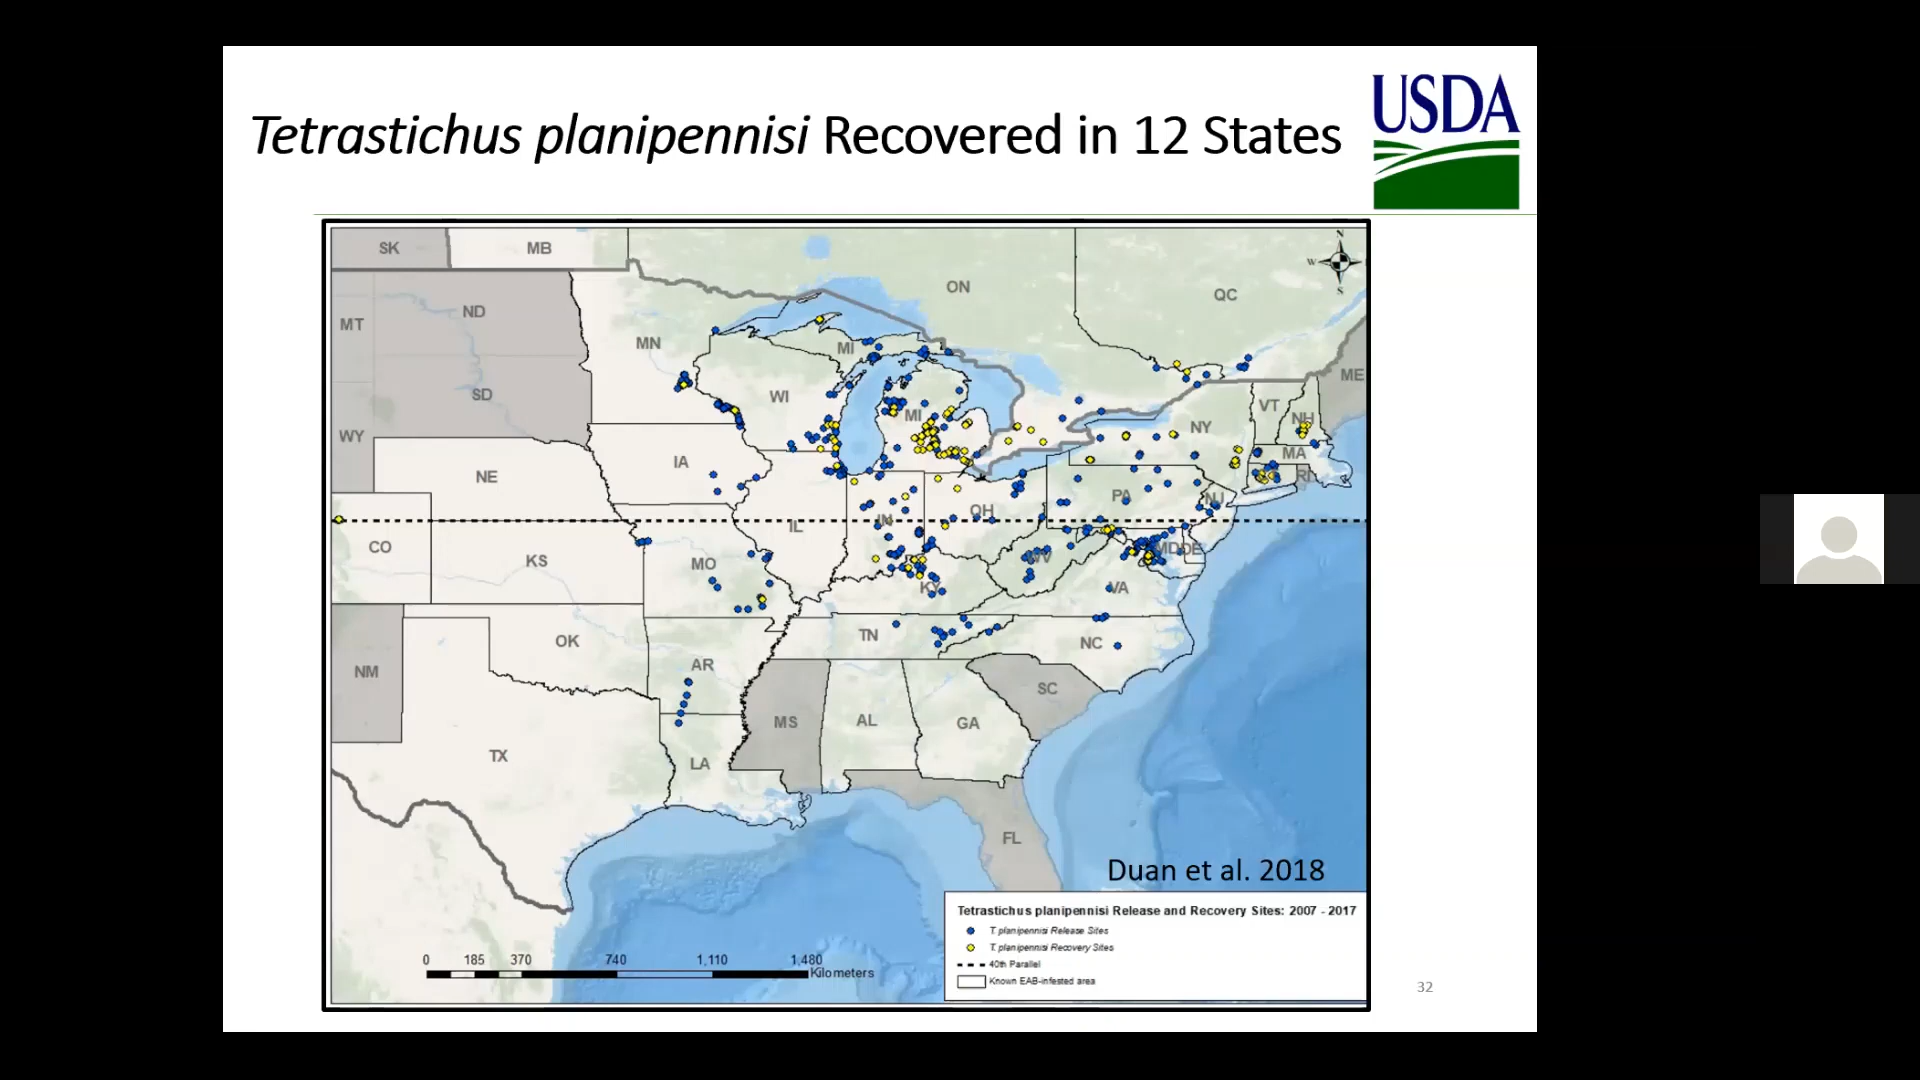 Tetrastichus planipennisi Recovered in 12 States
USDA
N
W
S
SK
MB
ON
QC
MT
ND
MN
MI
ME
SD
WI
MI
VT
NH
WY
NY
IA
MA
NE
RI
PA
NJ
OH
IL
IN
CO
KS
MO
WV
MD
DE
KY
VA
OK
TN
NC
AR
NM
SC
MS
AL
GA
TX
LA
FL
Duan et al. 2018
Tetrastichus planipennisi Release and Recovery Sites: 2007 - 2017
T. planipennisi Release Sites
T. planipennisi Recovery Sites
40th Parallel
Known EAB-infested area
0 185 370 740 1,110 1,480
Kilometers
32